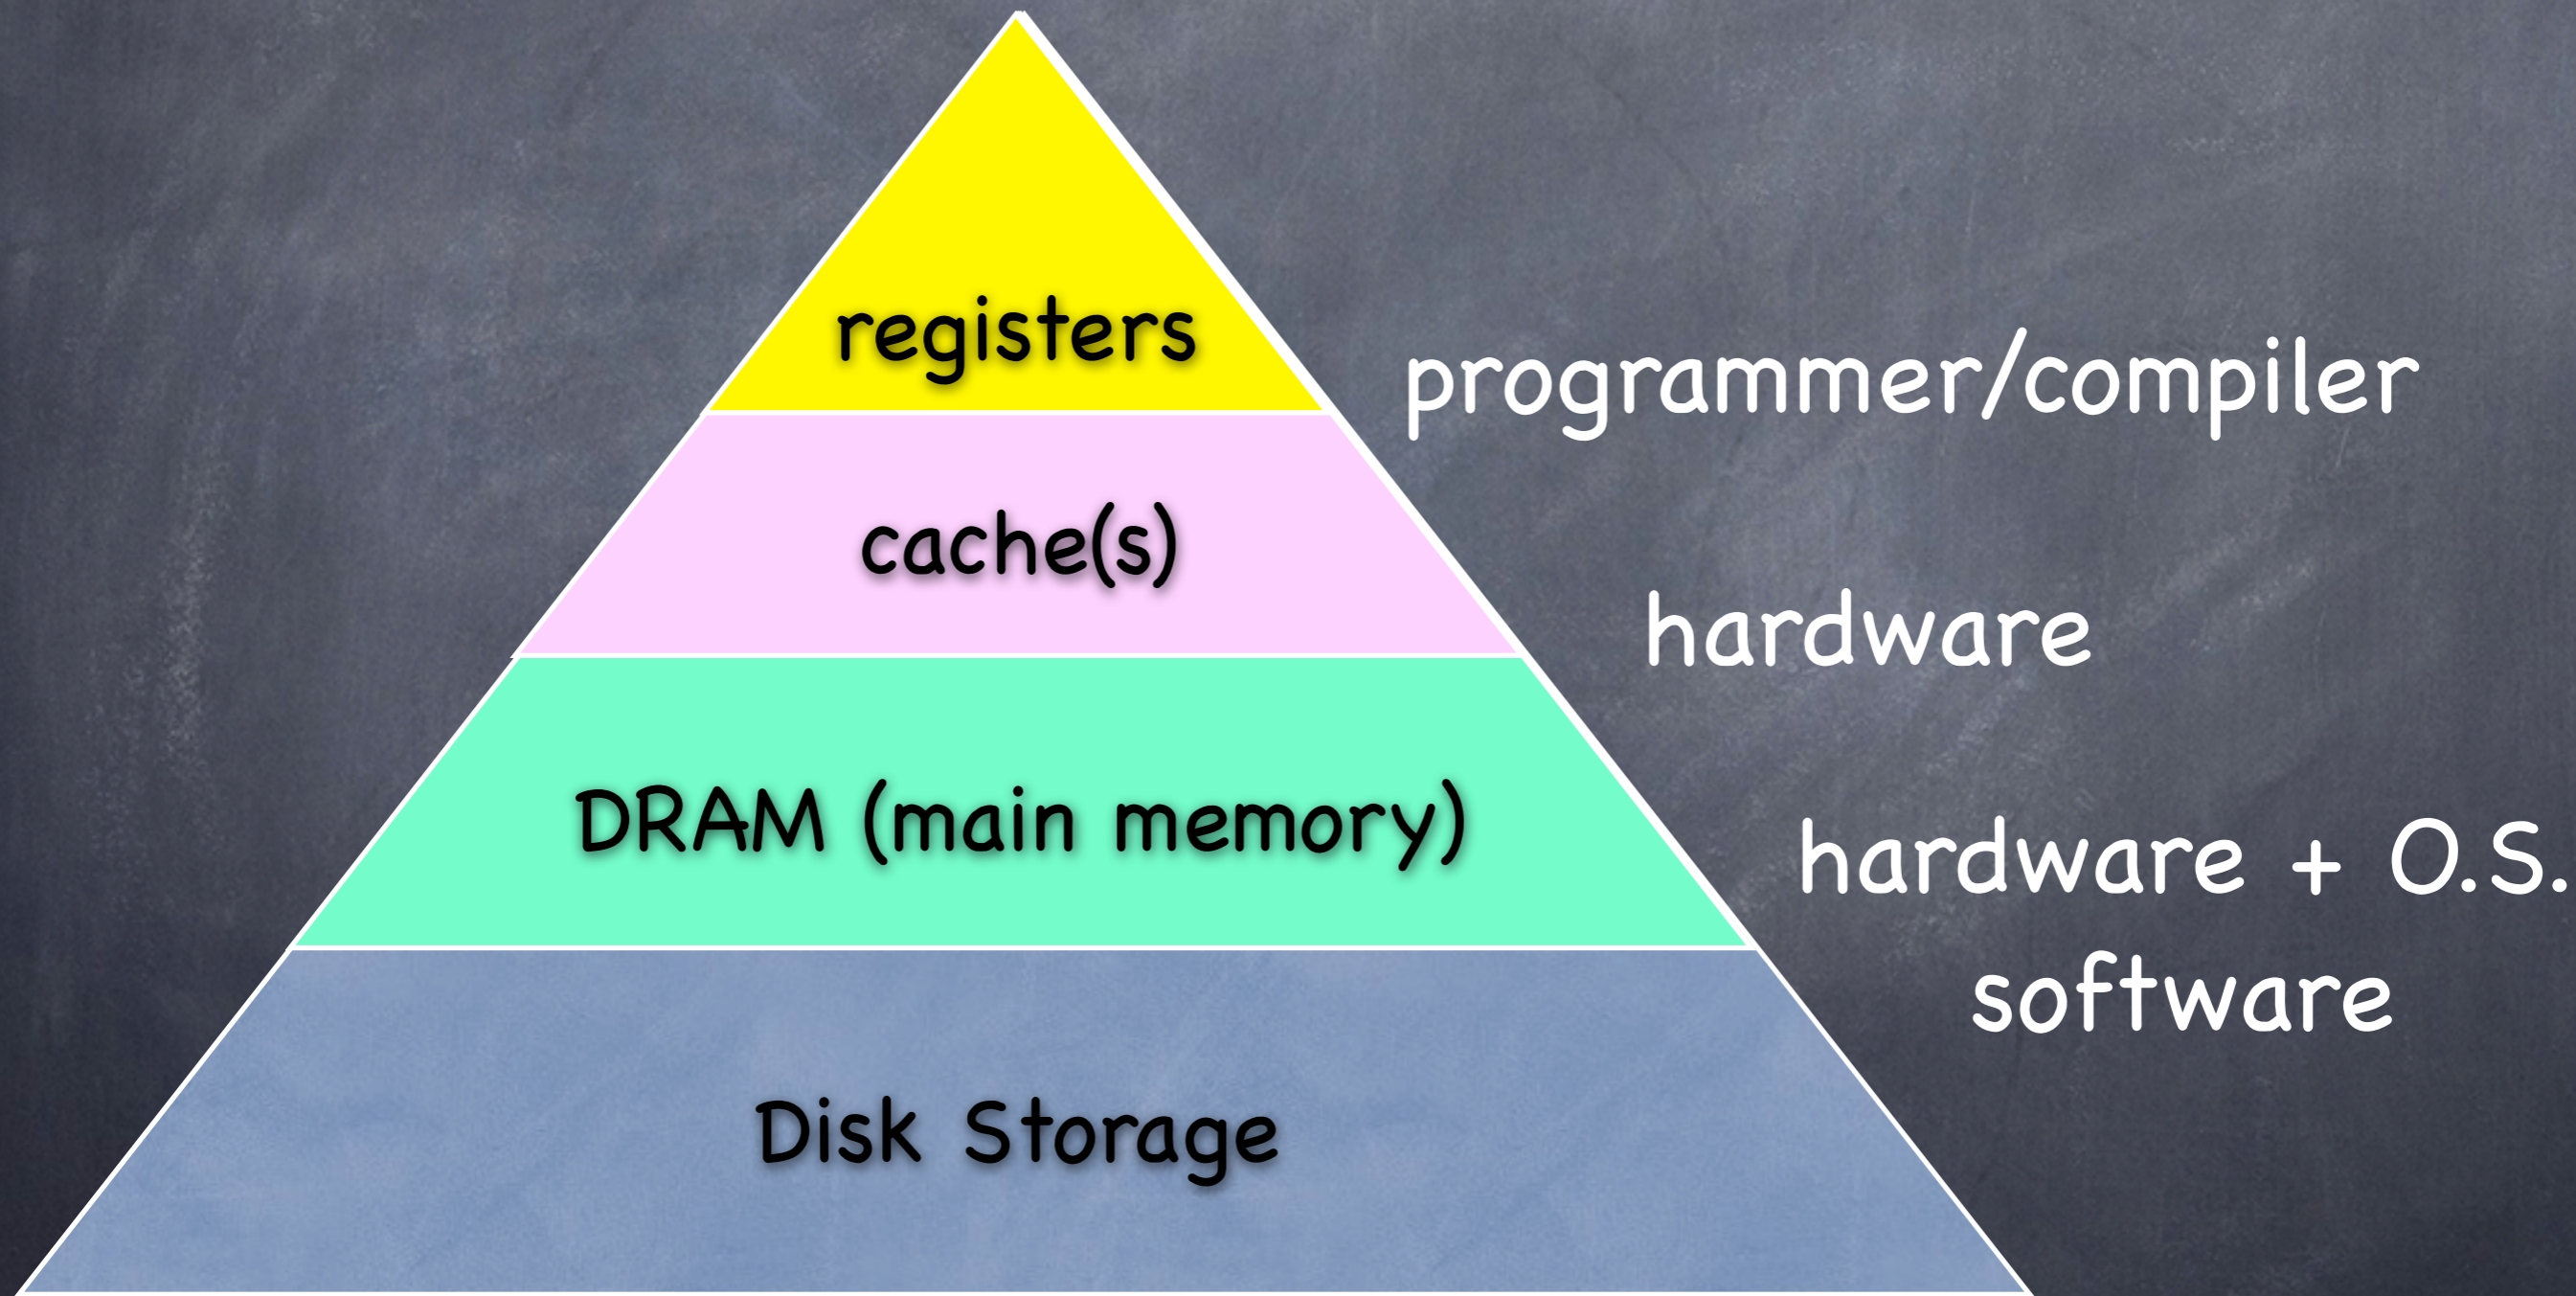 registers
programmer/compiler
cache(s)
hardware
DRAM (main memory)
hardware + O.S.
software
Disk Storage